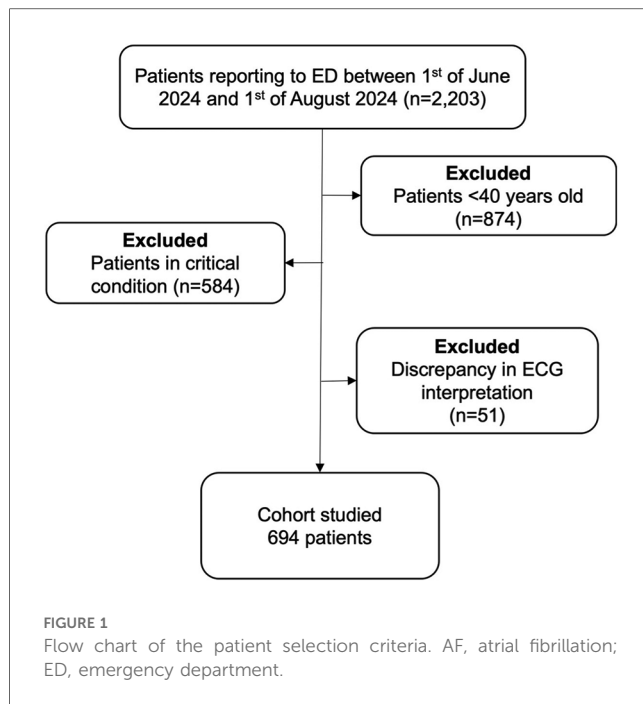 Patients reporting to ED between 1st of June
2024 and 1st of August 2024 (n=2,203)
Excluded
Patients <40 years old
(n=874)
Excluded
Patients in critical
condition (n=584)
Excluded
Discrepancy in ECG
interpretation
(n=51)
Cohort studied
694 patients
FIGURE 1
Flow chart of the patient selection criteria. AF, atrial fibrillation;
ED, emergency department.